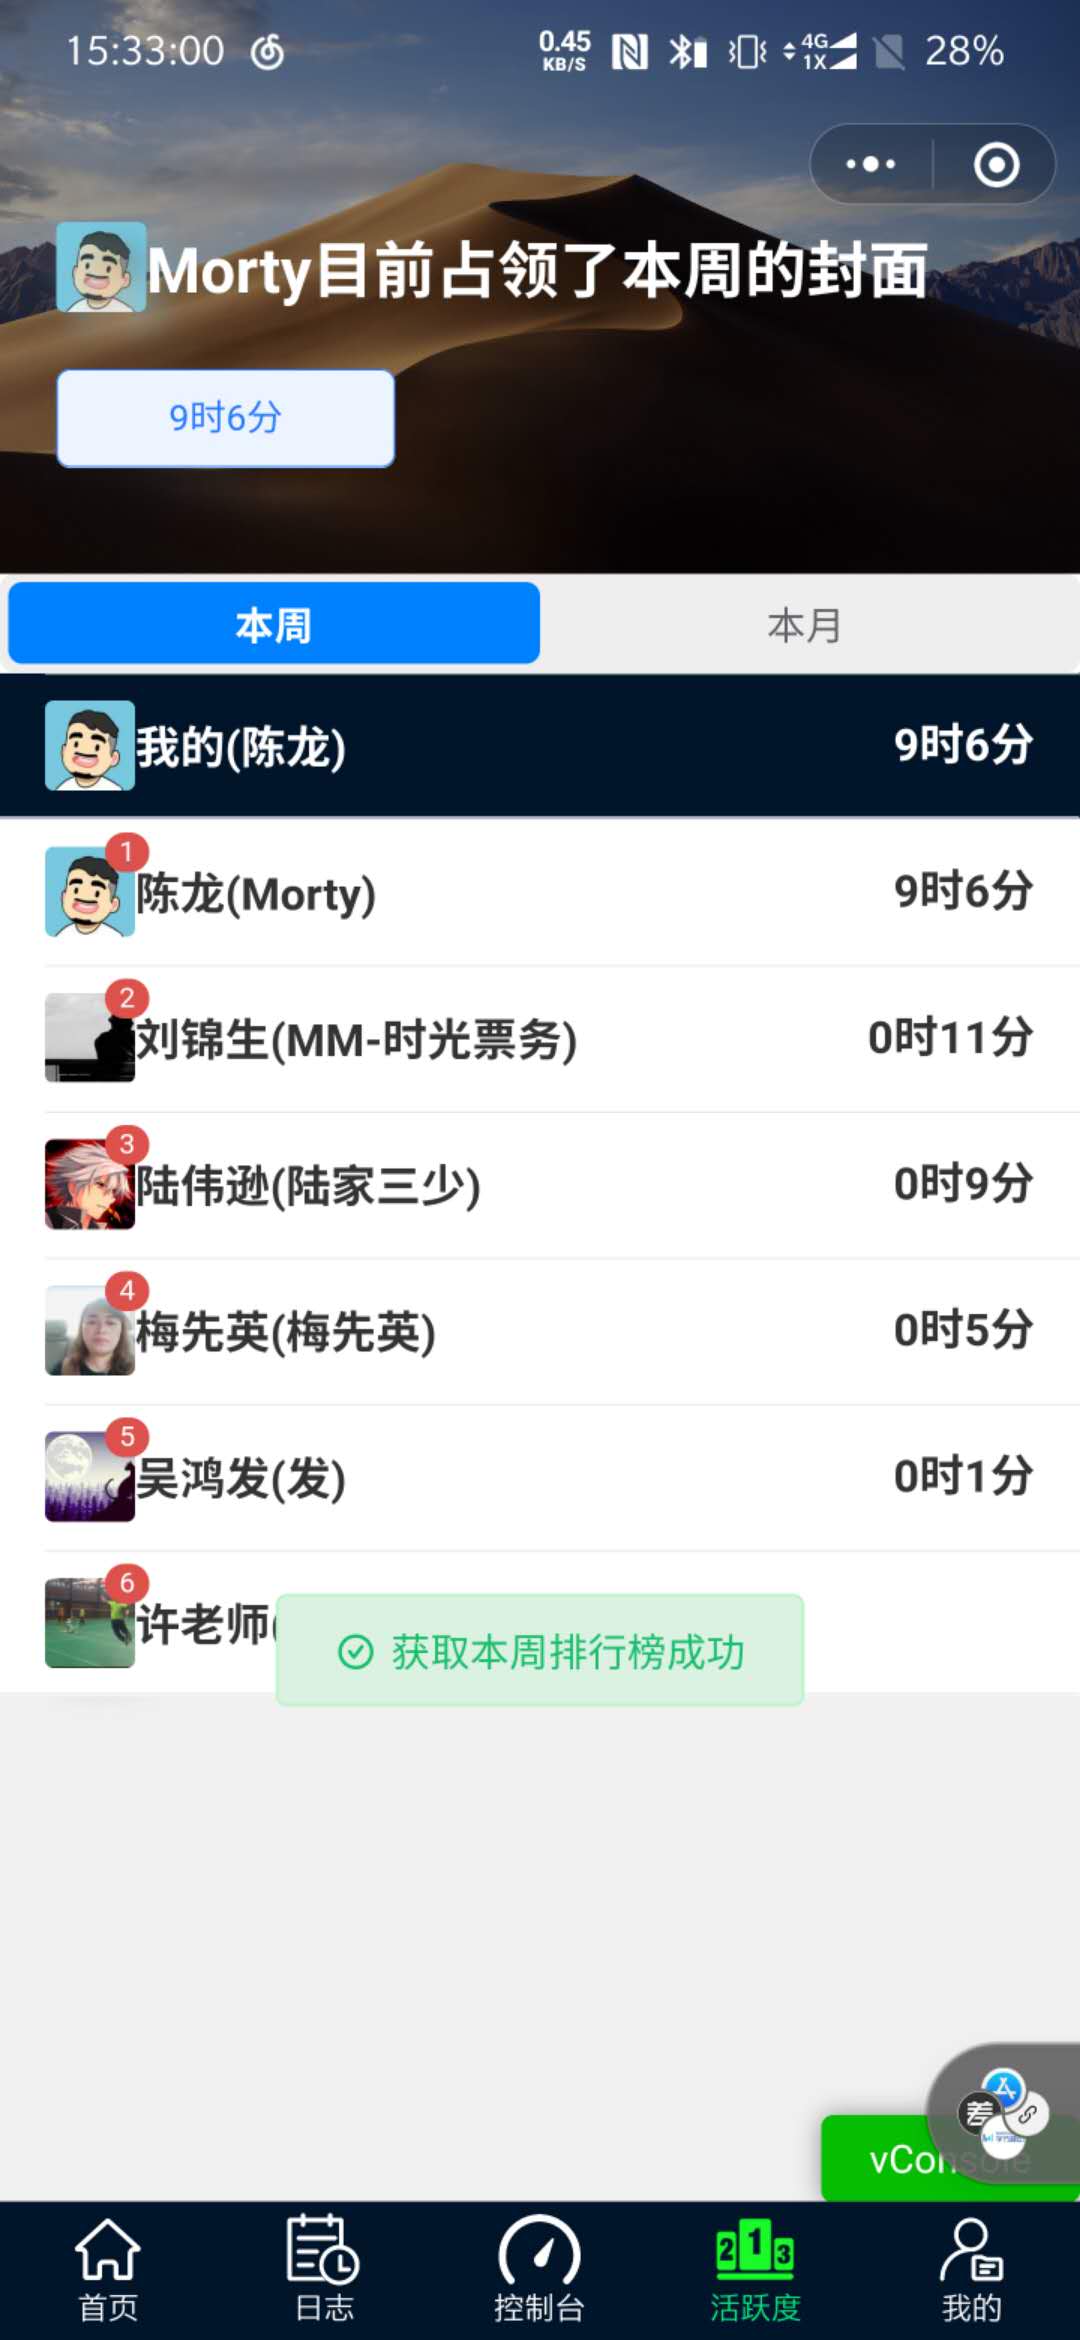 15:33:00
0.45
KB/S
4G
1X
28%
Morty目前占领了本周的封面
9时6分
本周
本月
我的(陈龙)
9时6分
1
陈龙(Morty)
9时6分
2
刘锦生(MM-时光票务)
0时11分
3
陆伟逊(陆家三少)
0时9分
4
梅先英(梅先英)
0时5分
5
吴鸿发(发)
0时1分
6
许老师(
获取本周排行榜成功
差
vConsole
2 1 3
首页
日志
控制台
活跃度
我的